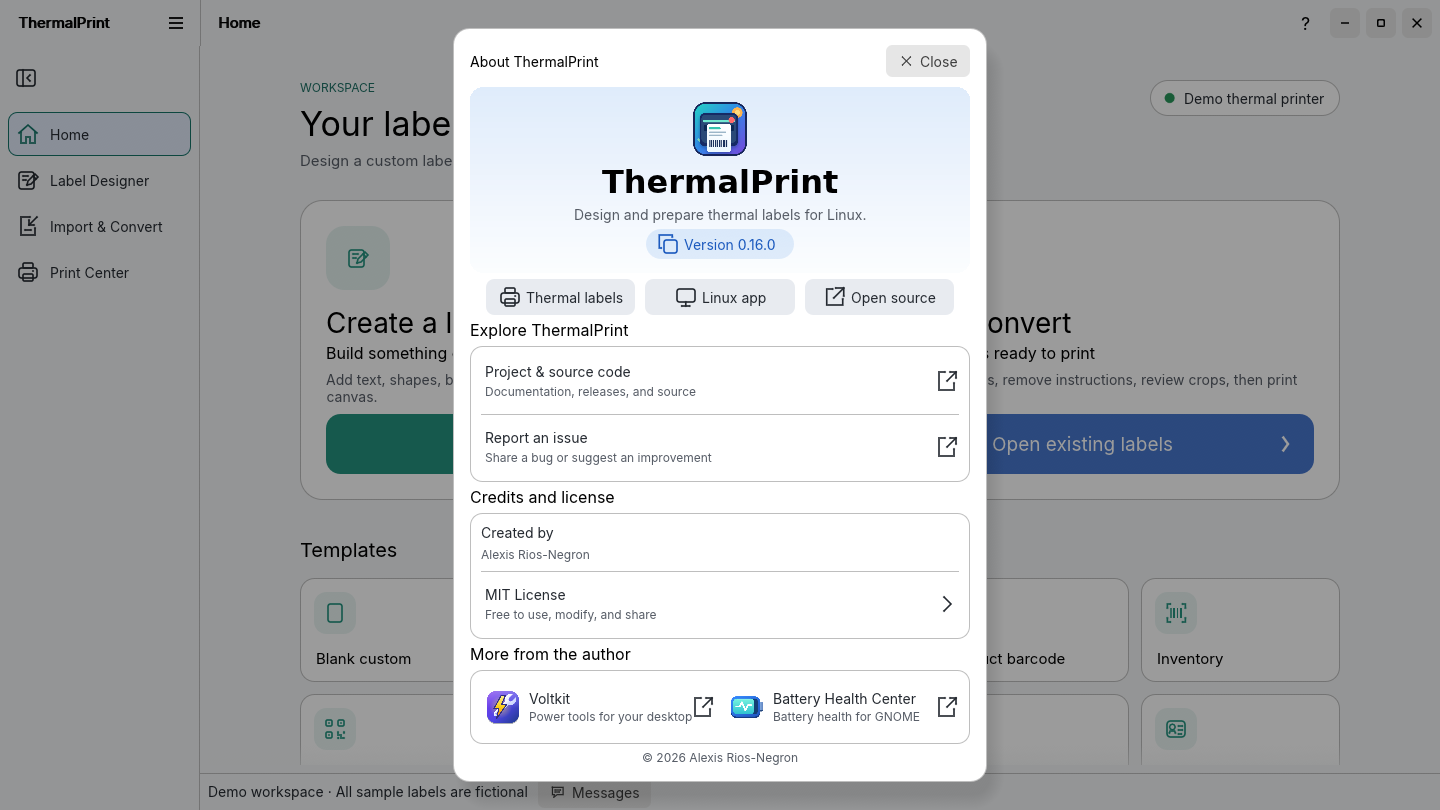 ThermalPrint
Home
?
WORKSPACE
Your labe
Demo thermal printer
Design a custom labe
Home
Label Designer
Import & Convert
Print Center
Create a l
onvert
Build something
s ready to print
Add text, shapes, b
s, remove instructions, review crops, then print
canvas.
Open existing labels
Templates
Blank custom
uct barcode
Inventory
Demo workspace · All sample labels are fictional
Messages
About ThermalPrint
Close
ThermalPrint
Design and prepare thermal labels for Linux.
Version 0.16.0
Thermal labels
Linux app
Open source
Explore ThermalPrint
Project & source code
Documentation, releases, and source
Report an issue
Share a bug or suggest an improvement
Credits and license
Created by
Alexis Rios-Negron
MIT License
Free to use, modify, and share
More from the author
Voltkit
Power tools for your desktop
Battery Health Center
Battery health for GNOME
© 2026 Alexis Rios-Negron